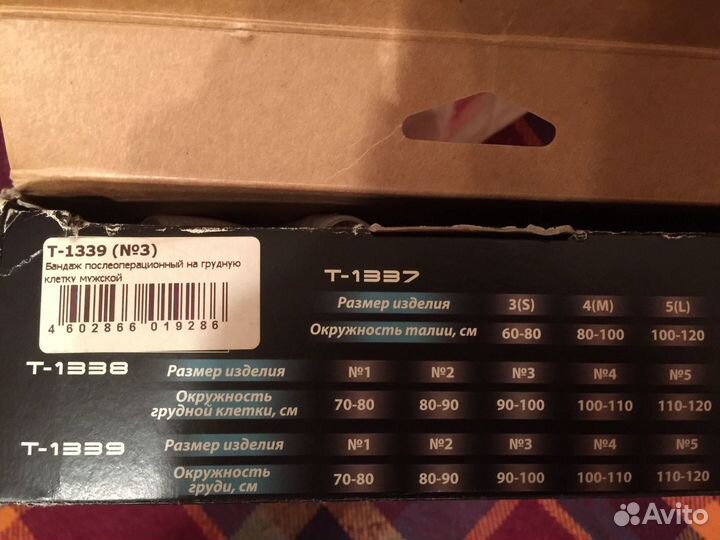 T-1339 (№3)
Бандаж послеоперационный на грудную
клетку мужской
4 602866 019286
T-1337
Размер изделия 3(S) 4(M) 5(L)
Окружность талии, см 60-80 80-100 100-120
T-1338 Размер изделия №1 №2 №3 №4 №5
Окружность
грудной клетки, см 70-80 80-90 90-100 100-110 110-120
T-1339 Размер изделия №1 №2 №3 №4 №5
Окружность
груди, см 70-80 80-90 90-100 100-110 110-120
Avito